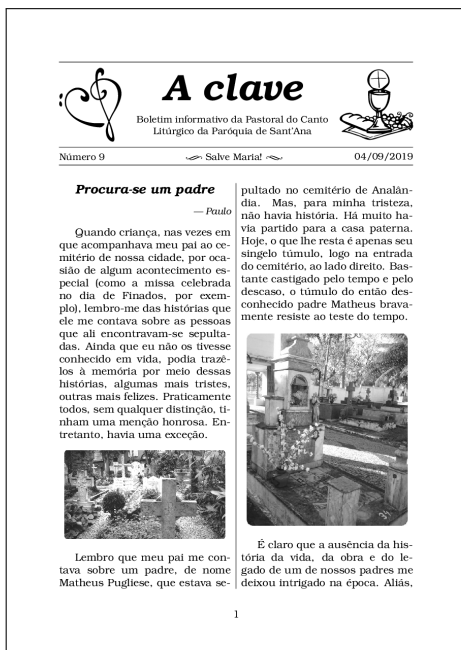 A clave
Boletim informativo da Pastoral do Canto
Litúrgico da Paróquia de Sant'Ana
Número 9
Salve Maria!
04/09/2019
Procura-se um padre
— Paulo
Quando criança, nas vezes em
que acompanhava meu pai ao ce-
mitério de nossa cidade, por oca-
sião de algum acontecimento es-
pecial (como a missa celebrada
no dia de Finados, por exem-
plo), lembro-me das histórias que
ele me contava sobre as pessoas
que ali encontravam-se sepulta-
das. Ainda que eu não os tivesse
conhecido em vida, podia trazê-
los à memória por meio dessas
histórias, algumas mais tristes,
outras mais felizes. Praticamente
todos, sem qualquer distinção, ti-
nham uma menção honrosa. En-
tretanto, havia uma exceção.
Lembro que meu pai me con-
tava sobre um padre, de nome
Matheus Pugliese, que estava se-
pultado no cemitério de Analân-
dia. Mas, para minha tristeza,
não havia história. Há muito ha-
via partido para a casa paterna.
Hoje, o que lhe resta é apenas seu
singelo túmulo, logo na entrada
do cemitério, ao lado direito. Bas-
tante castigado pelo tempo e pelo
descaso, o túmulo do então des-
conhecido padre Matheus brava-
mente resiste ao teste do tempo.
É claro que a ausência da his-
tória da vida, da obra e do le-
gado de um de nossos padres me
deixou intrigado na época. Aliás,
1